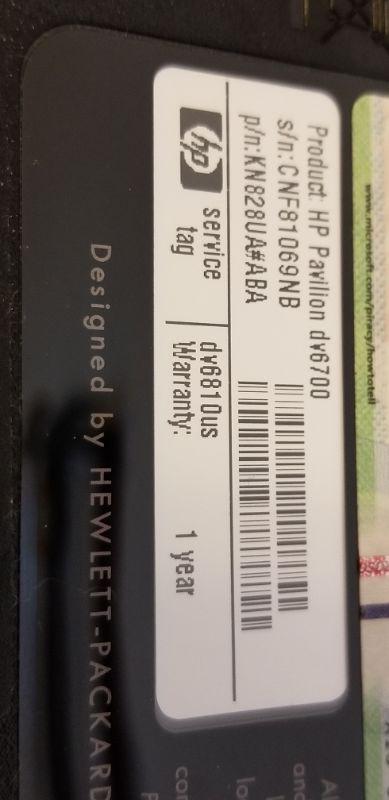 www.microsoft.com/piracy/howtotell
Product: HP Pavilion dv6700
s/n:CNF81069NB
p/n:KN828UA#ABA
hp
service tag
dv6810us
Warranty: 1 year
Designed by HEWLETT-PACKARD